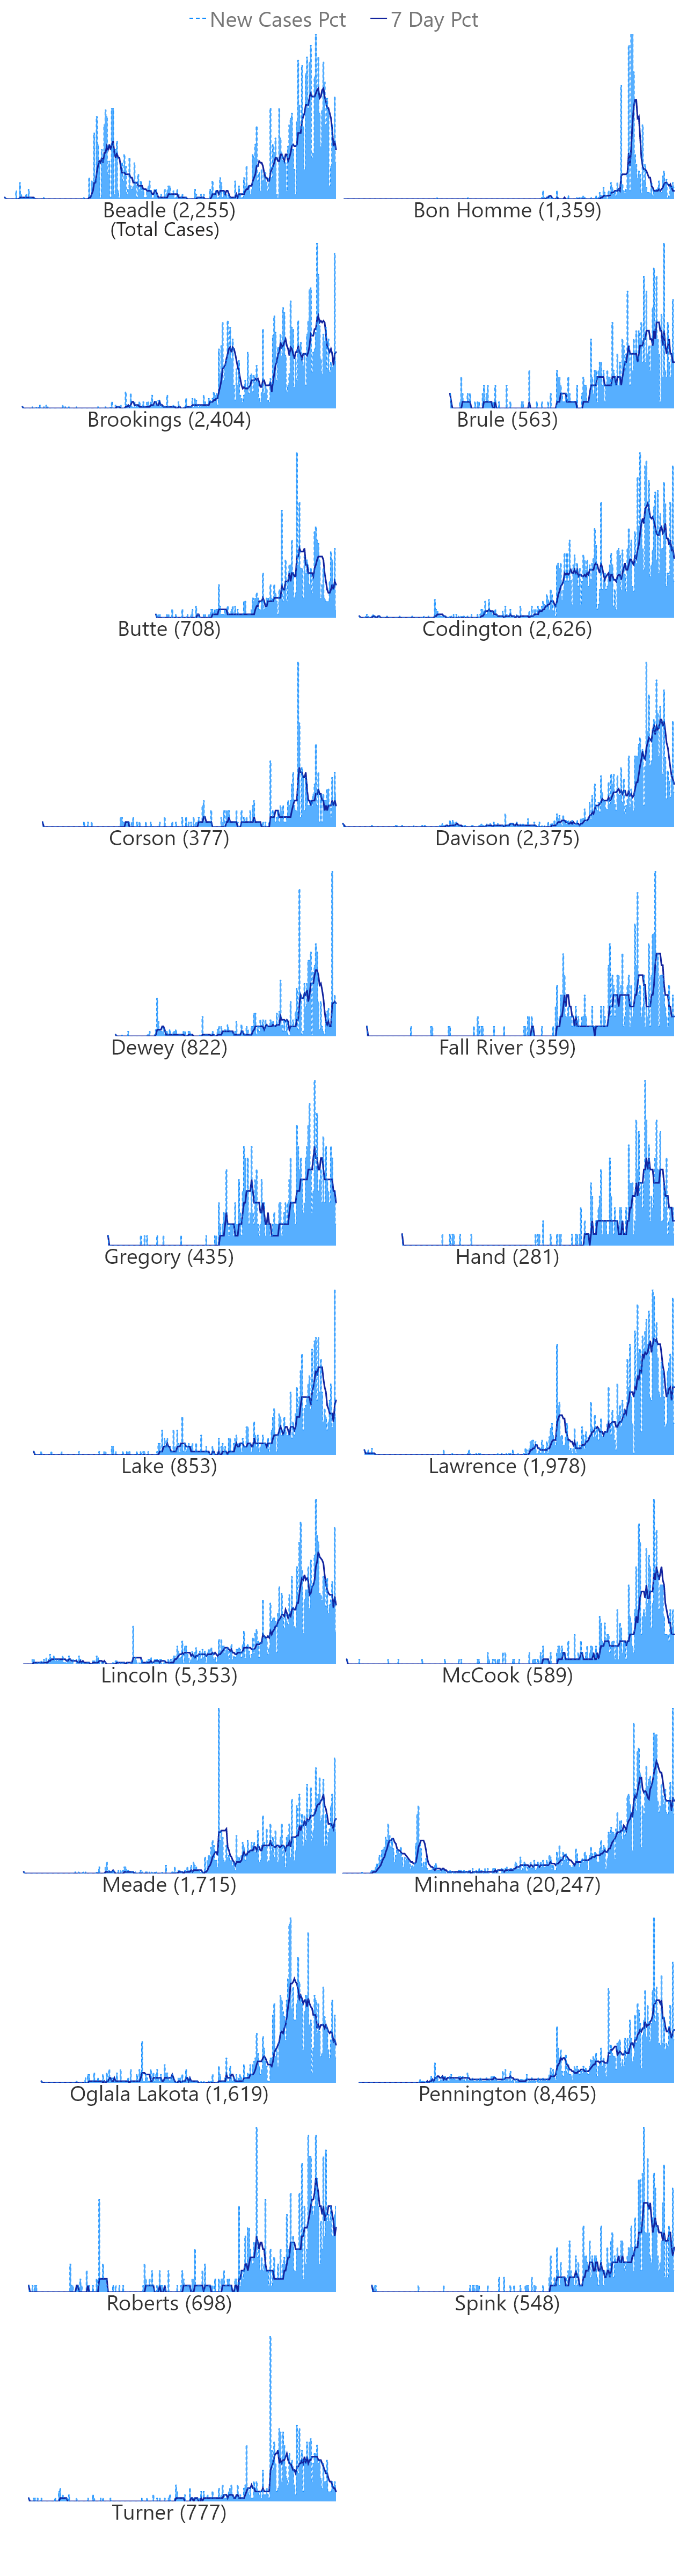 New Cases Pct 7 Day Pct
Beadle (2,255) Bon Homme (1,359)
(Total Cases)
Brookings (2,404) Brule (563)
Butte (708) Codington (2,626)
Corson (377) Davison (2,375)
Dewey (822) Fall River (359)
Gregory (435) Hand (281)
Lake (853) Lawrence (1,978)
Lincoln (5,353) McCook (589)
Meade (1,715) Minnehaha (20,247)
Oglala Lakota (1,619) Pennington (8,465)
Roberts (698) Spink (548)
Turner (777)